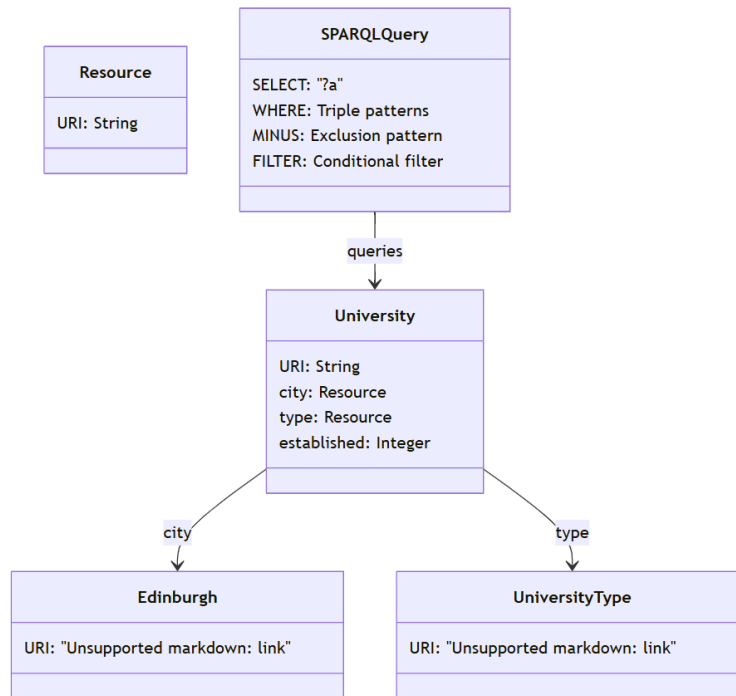 Resource
URI: String
SPARQLQuery
SELECT: "?a"
WHERE: Triple patterns
MINUS: Exclusion pattern
FILTER: Conditional filter
queries
University
URI: String
city: Resource
type: Resource
established: Integer
city
type
Edinburgh
URI: "Unsupported markdown: link"
UniversityType
URI: "Unsupported markdown: link"